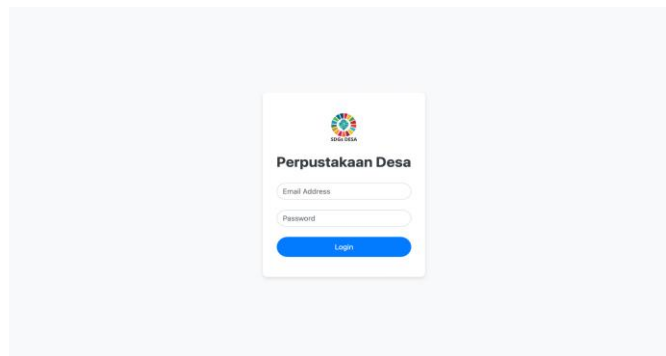 SDGs DESA
Perpustakaan Desa
Email Address
Password
Login